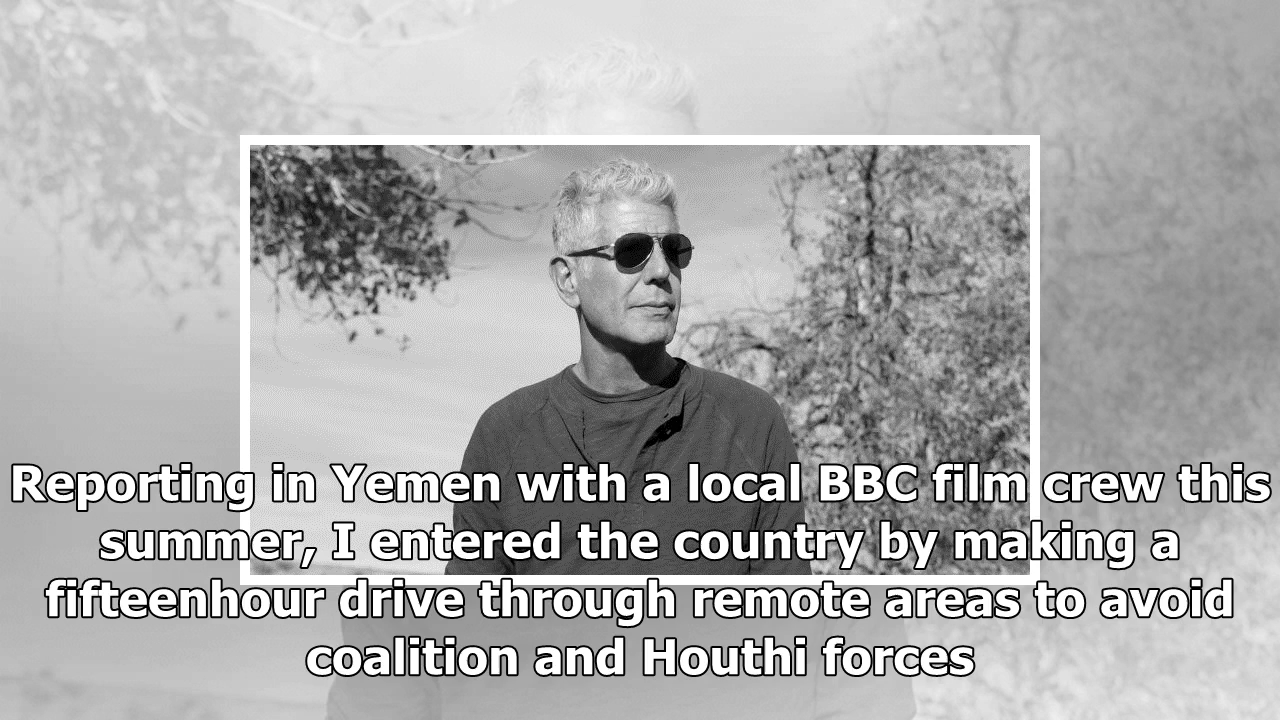 Reporting in Yemen with a local BBC film crew this
summer, I entered the country by making a
fifteenhour drive through remote areas to avoid
coalition and Houthi forces